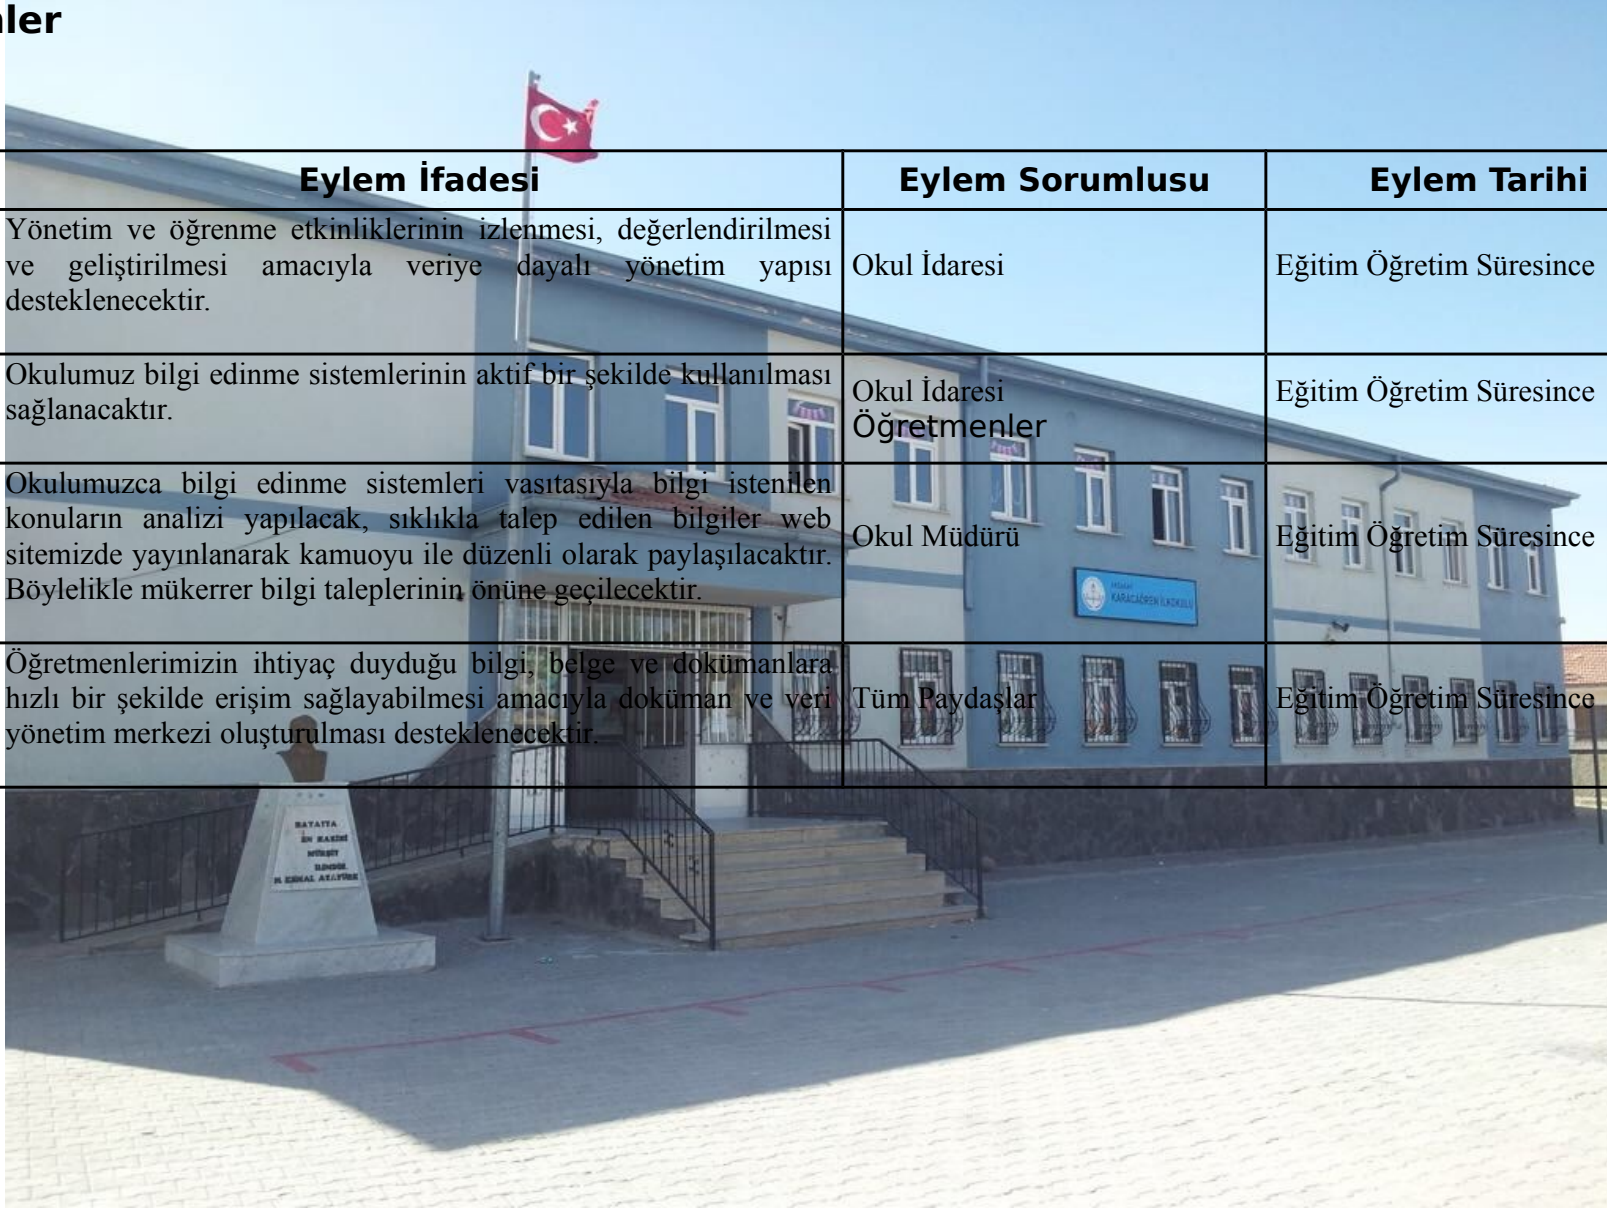 ler
Eylem İfadesi
Eylem Sorumlusu
Eylem Tarihi
Yönetim ve öğrenme etkinliklerinin izlenmesi, değerlendirilmesi
ve geliştirilmesi amacıyla veriye dayalı yönetim yapısı
desteklenecektir.
Okul İdaresi
Eğitim Öğretim Süresince
Okulumuz bilgi edinme sistemlerinin aktif bir şekilde kullanılması
sağlanacaktır.
Okul İdaresi
Öğretmenler
Eğitim Öğretim Süresince
Okulumuzca bilgi edinme sistemleri vasıtasıyla bilgi istenilen
konuların analizi yapılacak, sıklıkla talep edilen bilgiler web
sitemizde yayınlanarak kamuoyu ile düzenli olarak paylaşılacaktır.
Böylelikle mükerrer bilgi taleplerinin önüne geçilecektir.
Okul Müdürü
Eğitim Öğretim Süresince
KARACAÖREN İLKOKULU
Öğretmenlerimizin ihtiyaç duyduğu bilgi, belge ve dokümanlara
hızlı bir şekilde erişim sağlayabilmesi amacıyla doküman ve veri
yönetim merkezi oluşturulması desteklenecektir.
Tüm Paydaşlar
Eğitim Öğretim Süresince
HAYATTA
EN HAKİKİ
MÜRŞİT
İLİMDİR.
K. KEMAL ATATÜRK